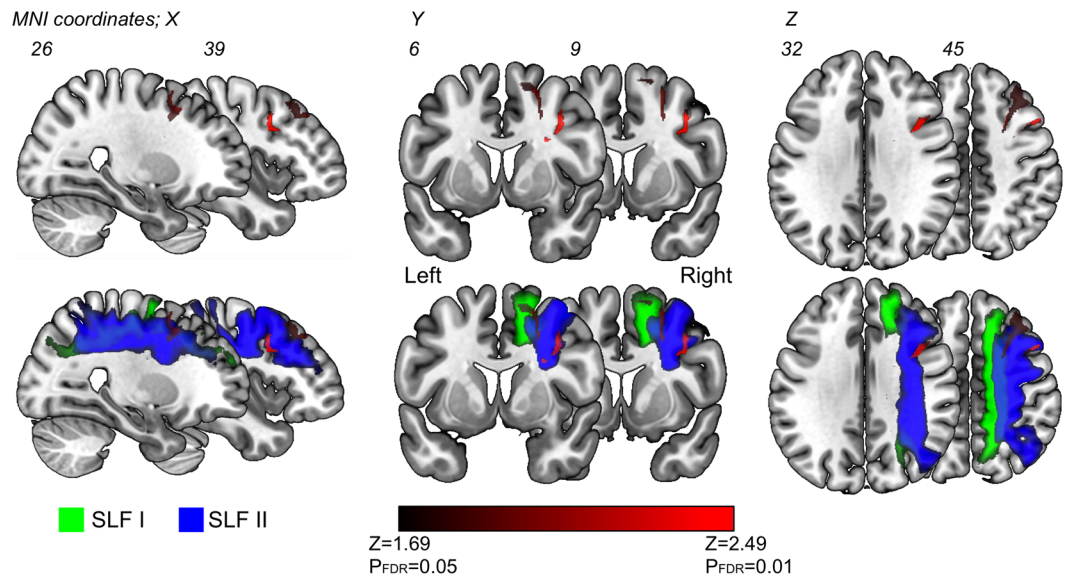 MNI coordinates; X
26
39
Y
6
9
Z
32
45
Left
Right
SLF I
SLF II
Z=1.69
PFDR=0.05
Z=2.49
PFDR=0.01